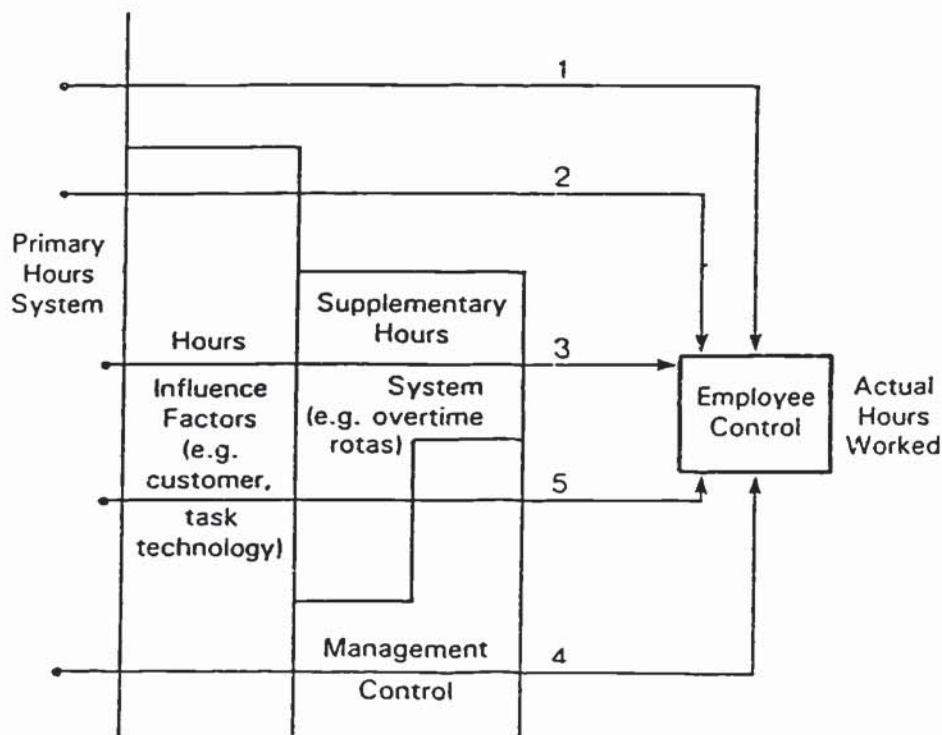 1
2
Primary
Hours
System
Supplementary
Hours
Hours
3
Influence
Factors
(e.g.
customer,
task
technology)
System
(e.g. overtime
rotas)
Employee
Control
Actual
Hours
Worked
5
Management
Control
4